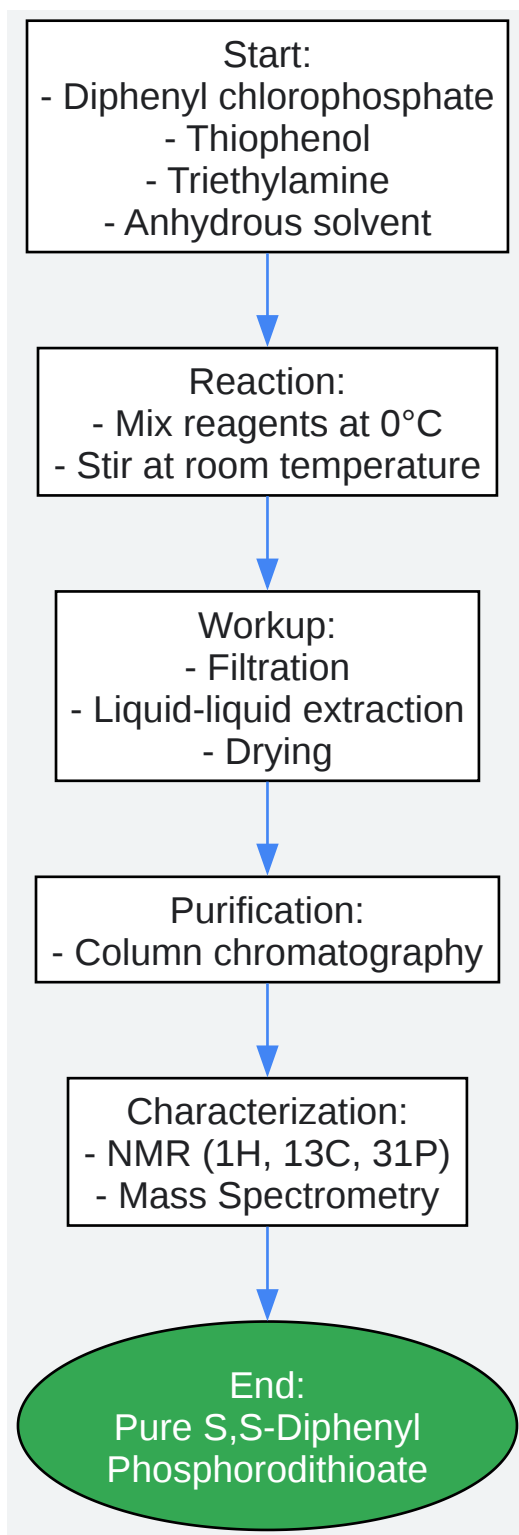 Start:
- Diphenyl chlorophosphate
- Thiophenol
- Triethylamine
- Anhydrous solvent
Reaction:
- Mix reagents at 0°C
- Stir at room temperature
Workup:
- Filtration
- Liquid-liquid extraction
- Drying
Purification:
- Column chromatography
Characterization:
- NMR (1H, 13C, 31P)
- Mass Spectrometry
End:
Pure S,S-Diphenyl
Phosphorodithioate